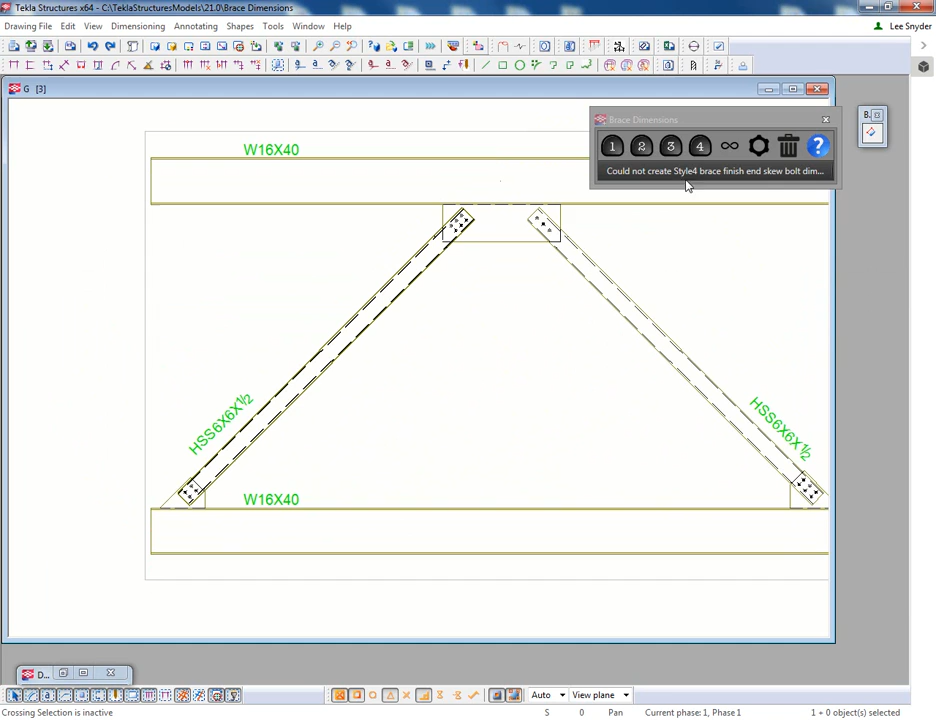 Tekla Structures x64 - C:\TeklaStructuresModels\21.0\Brace Dimensions
Drawing File Edit View Dimensioning Annotating Shapes Tools Window Help
Lee Snyder
G [3]
Brace Dimensions
B.
1 2 3 4 ∞ ?
Could not create Style4 brace finish end skew bolt dim...
W16X40
HSS6X6X1/2
HSS6X6X1/2
W16X40
D...
Auto View plane
Crossing Selection is inactive S 0 Pan Current phase: 1, Phase 1 1 + 0 object(s) selected